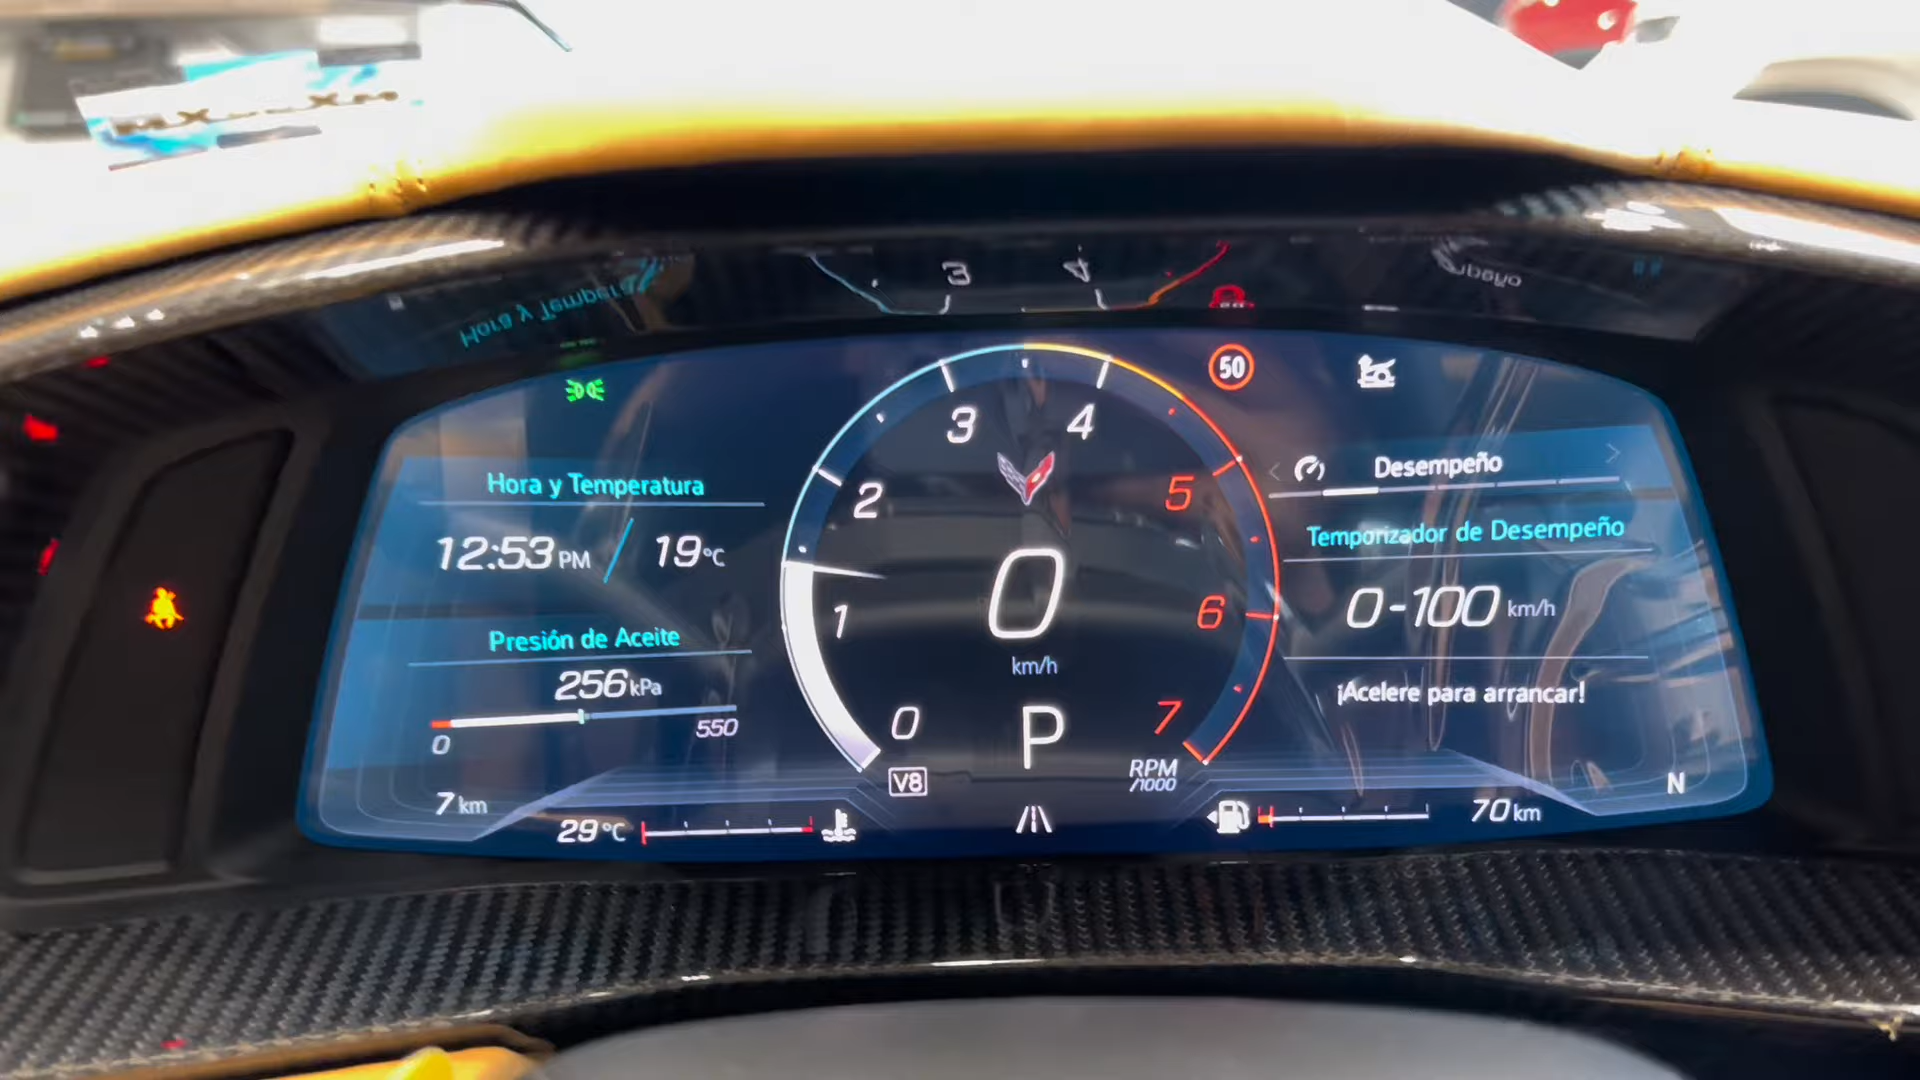 50
Hora y Temperatura
12:53 PM
19°C
Presión de Aceite
256 kPa
0
550
7 km
29°C
0
1
2
3
4
5
6
7
0
km/h
P
V8
RPM
/1000
Desempeño
Temporizador de Desempeño
0-100 km/h
¡Acelere para arrancar!
N
70 km